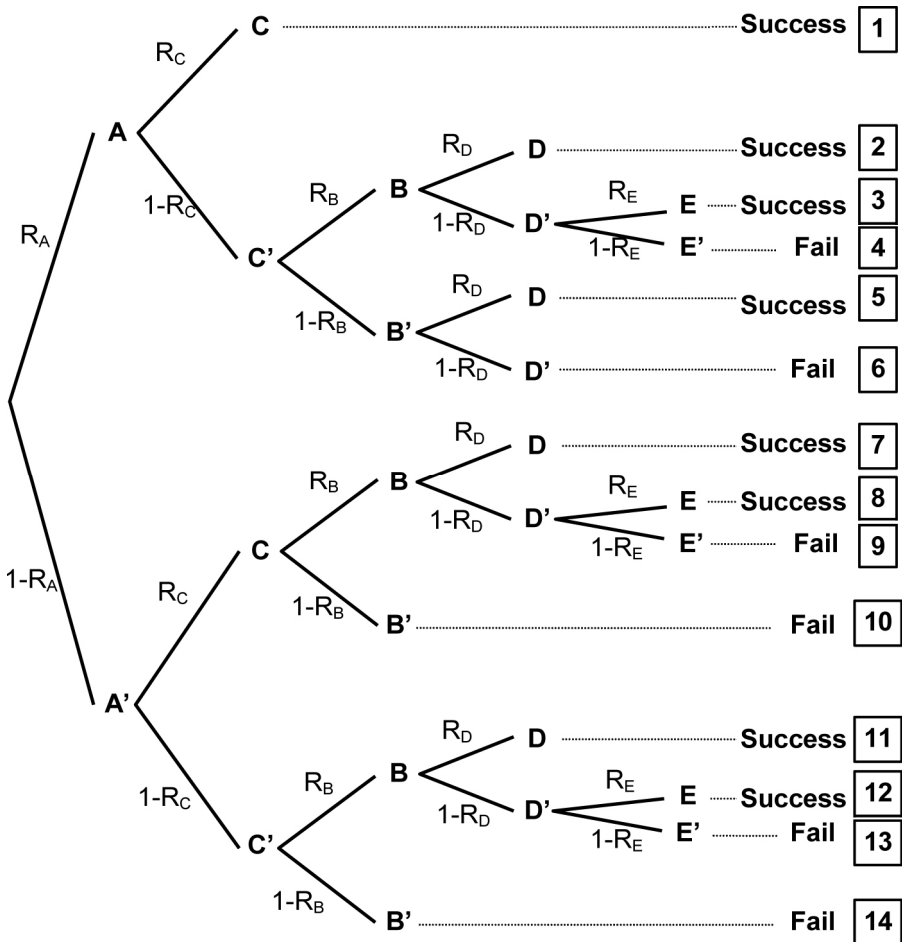 C Success 1
R_C
A R_D D Success 2
R_B B R_E E Success 3
1-R_C 1-R_D D' 1-R_E E' Fail 4
R_A
C' R_D D Success 5
1-R_B B'
1-R_D D' Fail 6
R_D D Success 7
R_B B R_E E Success 8
1-R_D D' 1-R_E E' Fail 9
C
1-R_A R_C 1-R_B
B' Fail 10
A'
R_D D Success 11
R_B B R_E E Success 12
1-R_C 1-R_D D' 1-R_E E' Fail 13
C'
1-R_B
B' Fail 14